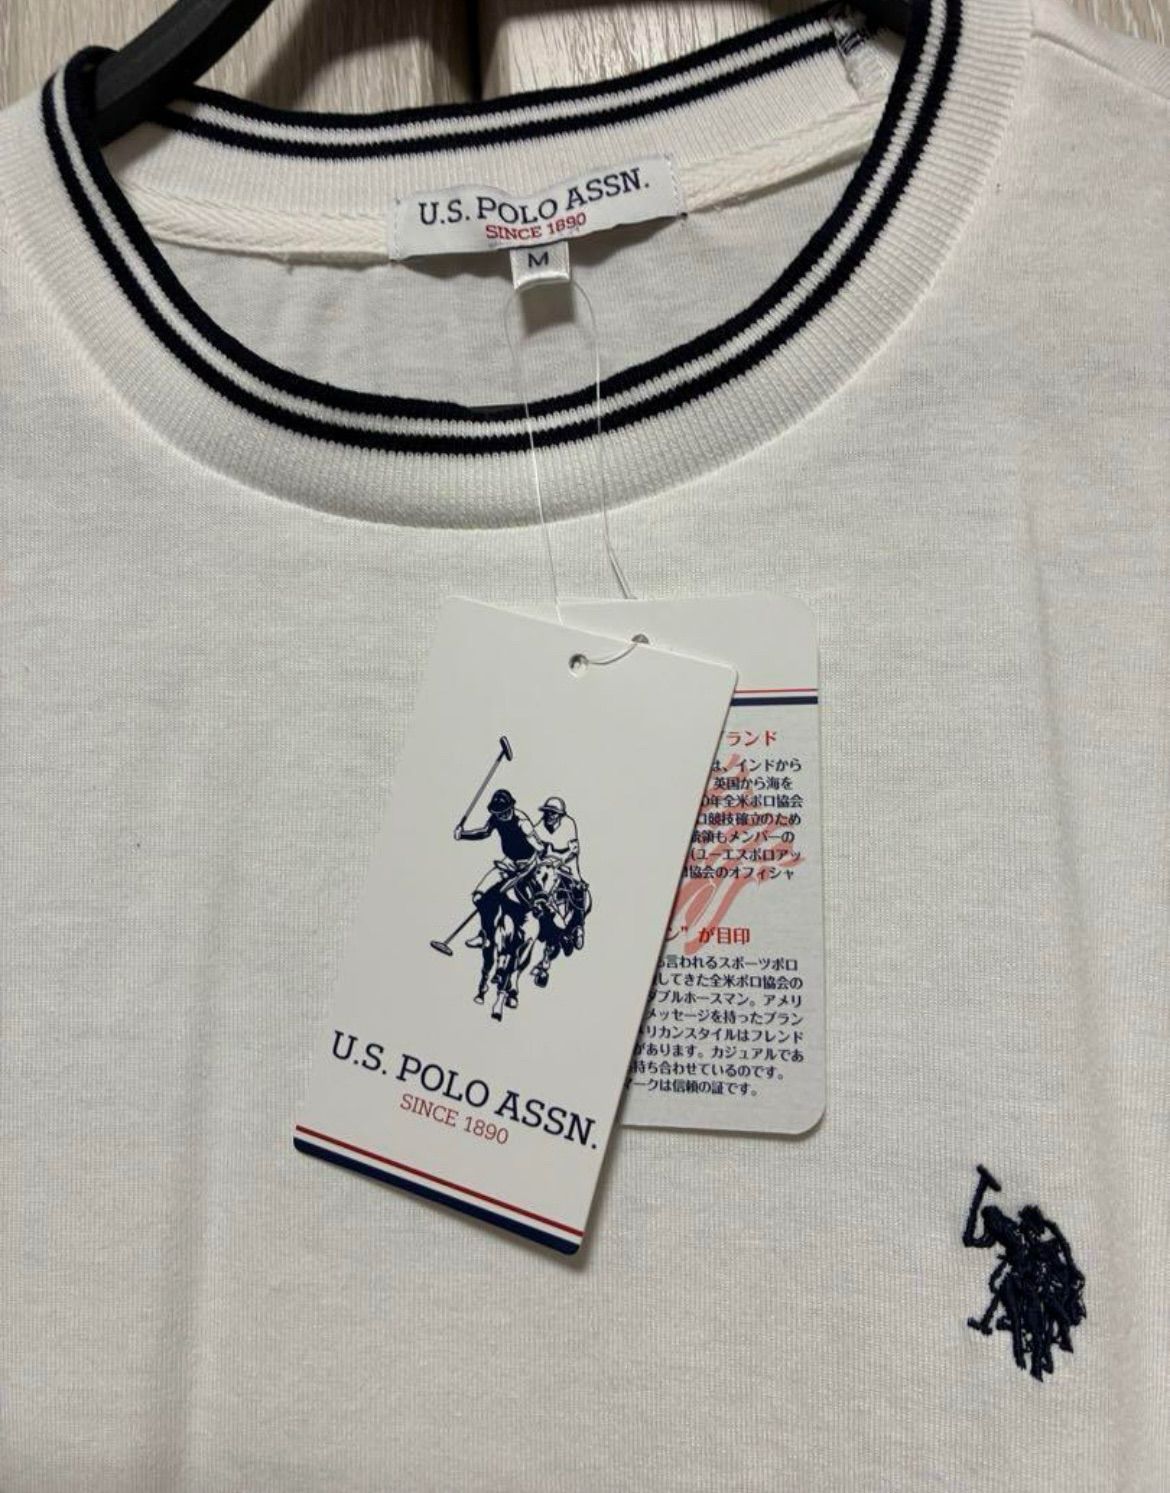 U.S. POLO ASSN.
SINCE 1890
M
U.S. POLO ASSN.
SINCE 1890
ランド
は、インドから
英国から海を
0年全米ポロ協会
ロ競技確立のため
統領もメンバーの
(ユーエスポロアッ
協会のオフィシャ
ン" が目印
言われるスポーツポロ
してきた全米ポロ協会の
ダブルホースマン。アメリ
メッセージを持ったブラン
リカンスタイルはフレンド
があります。カジュアルであ
持ち合わせているのです。
マークは信頼の証です。